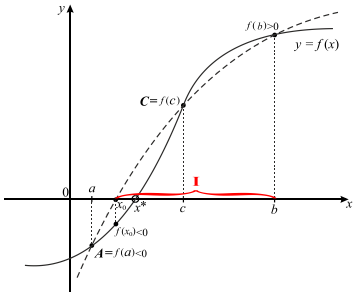 y
f(b)>0
y = f(x)
C=f(c)
I
0
a
x₀
x*
c
b
x
f(x₀)<0
A=f(a)<0